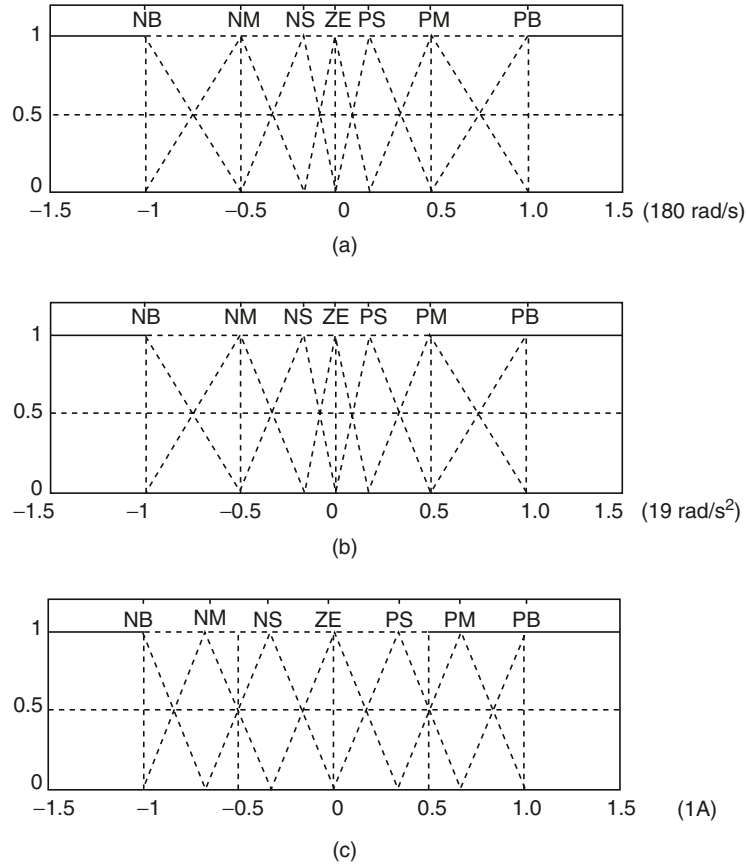 NB NM NS ZE PS PM PB
1
0.5
0
−1.5 −1 −0.5 0 0.5 1.0 1.5 (180 rad/s)
(a)
NB NM NS ZE PS PM PB
1
0.5
0
−1.5 −1 −0.5 0 0.5 1.0 1.5 (19 rad/s²)
(b)
NB NM NS ZE PS PM PB
1
0.5
0
−1.5 −1 −0.5 0 0.5 1.0 1.5 (1A)
(c)